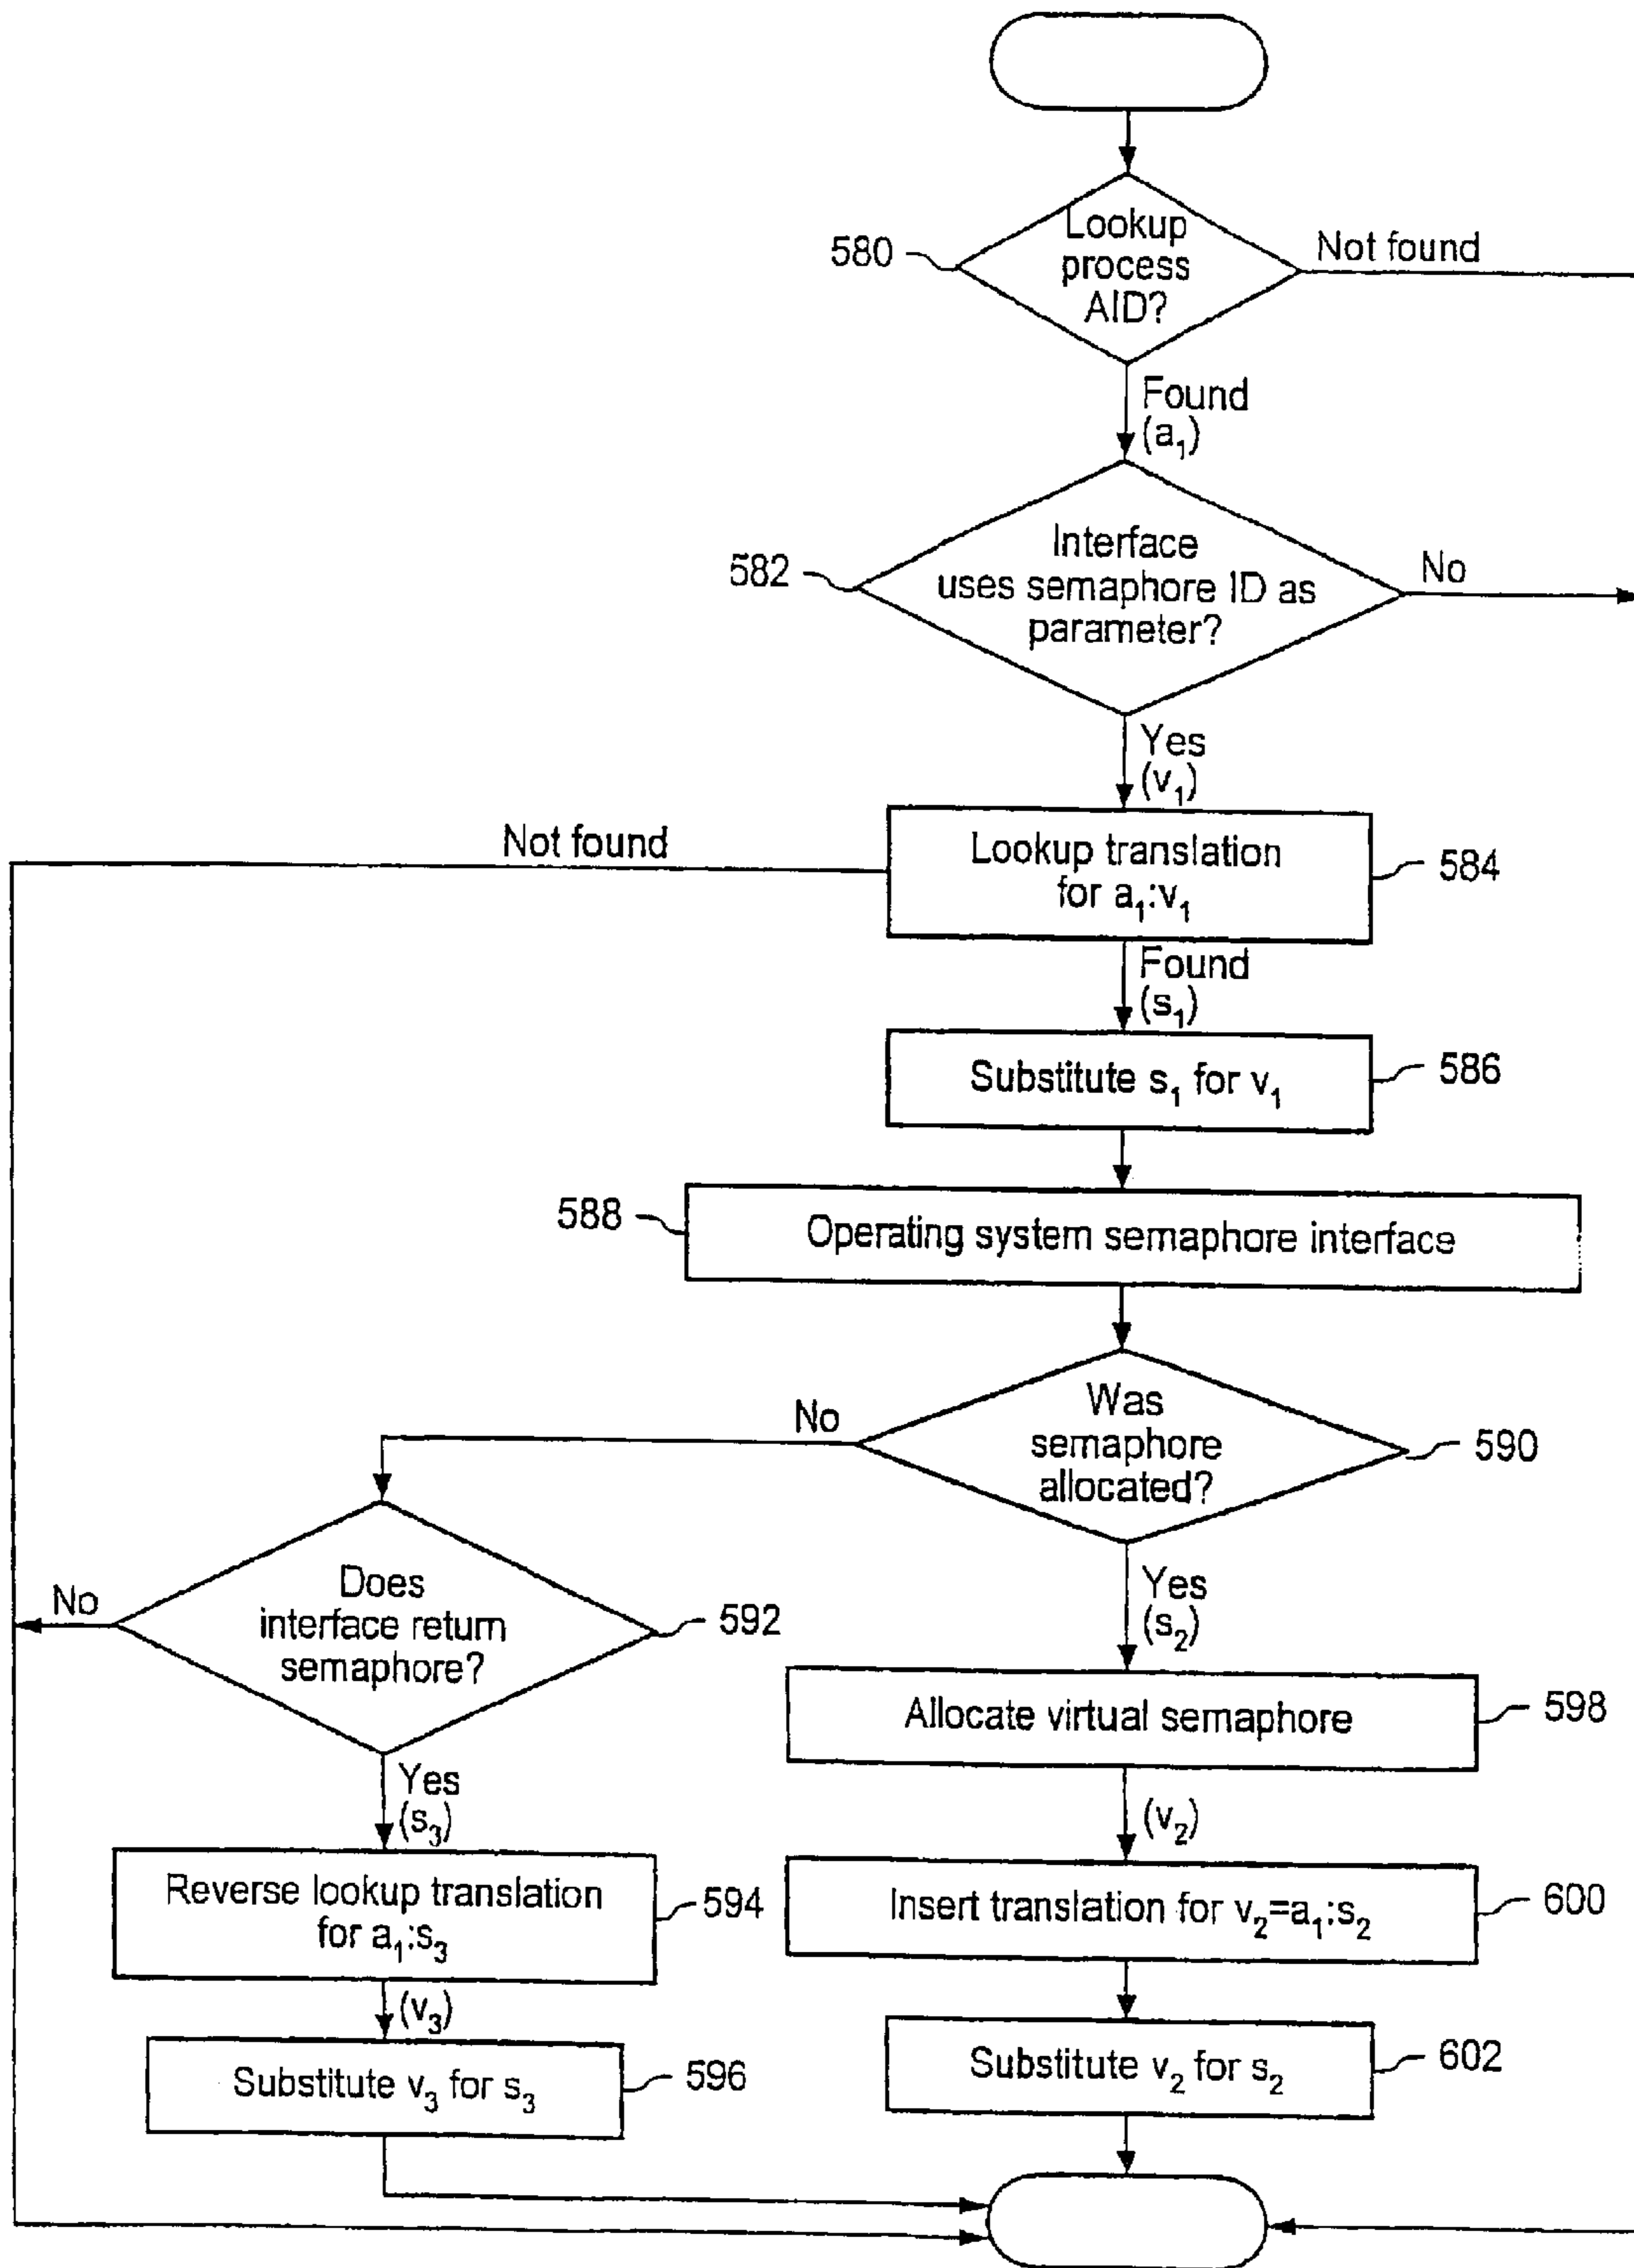 580
Lookup
process
AID?
Not found
Found
(a₁)
582
Interface
uses semaphore ID as
parameter?
No
Yes
(v₁)
Not found
Lookup translation
for a₁:v₁
584
Found
(s₁)
Substitute s₁ for v₁
586
588
Operating system semaphore interface
No
Was
semaphore
allocated?
590
No
Does
interface return
semaphore?
592
Yes
(s₂)
Allocate virtual semaphore
598
Yes
(s₃)
(v₂)
Reverse lookup translation
for a₁:s₃
594
Insert translation for v₂=a₁:s₂
600
(v₃)
Substitute v₃ for s₃
596
Substitute v₂ for s₂
602